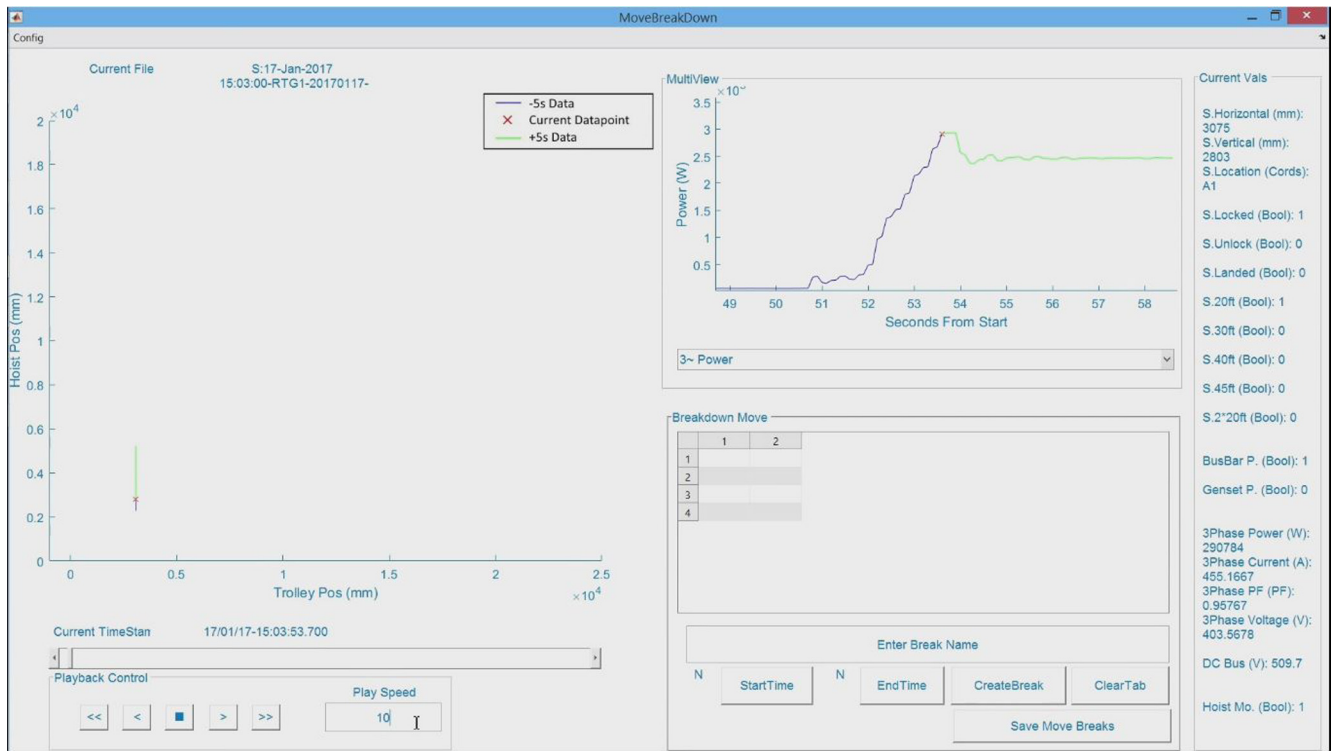 MoveBreakDown
Config
Current File
S:17-Jan-2017
15:03:00-RTG1-20170117-
-5s Data
Current Datapoint
+5s Data
×10⁴
2
1.8
1.6
1.4
1.2
1
0.8
0.6
0.4
0.2
0
Hoist Pos (mm)
0 0.5 1 1.5 2 2.5
Trolley Pos (mm)
×10⁴
Current TimeStan 17/01/17-15:03:53.700
Playback Control
<< < > >>
Play Speed
10
MultiView
3.5
3
2.5
2
1.5
1
0.5
Power (W)
49 50 51 52 53 54 55 56 57 58
Seconds From Start
3~ Power
Breakdown Move
1 2
1
2
3
4
Enter Break Name
N StartTime N EndTime CreateBreak ClearTab
Save Move Breaks
Current Vals
S.Horizontal (mm):
3075
S.Vertical (mm):
2803
S.Location (Cords):
A1
S.Locked (Bool): 1
S.Unlock (Bool): 0
S.Landed (Bool): 0
S.20ft (Bool): 1
S.30ft (Bool): 0
S.40ft (Bool): 0
S.45ft (Bool): 0
S.2*20ft (Bool): 0
BusBar P. (Bool): 1
Genset P. (Bool): 0
3Phase Power (W):
290784
3Phase Current (A):
455.1667
3Phase PF (PF):
0.95767
3Phase Voltage (V):
403.5678
DC Bus (V): 509.7
Hoist Mo. (Bool): 1